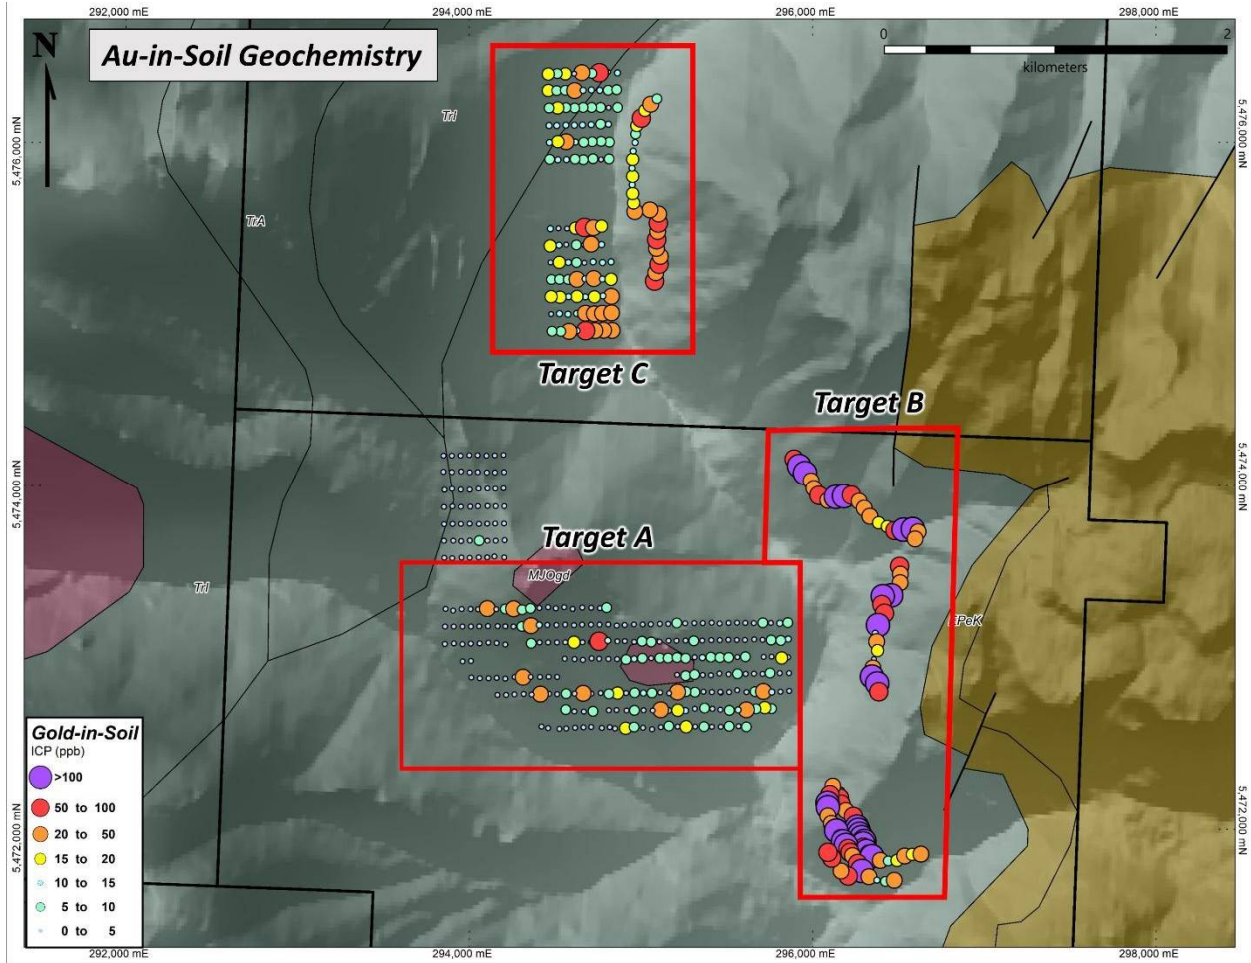 292,000 mE
294,000 mE
296,000 mE
298,000 mE
N
Au-in-Soil Geochemistry
0
2
kilometers
TrI
5,476,000 mN
5,476,000 mN
TrA
Target C
Target B
5,474,000 mN
5,474,000 mN
Target A
MJOgd
TrI
EPeK
Gold-in-Soil
ICP (ppb)
>100
50 to 100
20 to 50
15 to 20
10 to 15
5 to 10
0 to 5
5,472,000 mN
5,472,000 mN
292,000 mE
294,000 mE
296,000 mE
298,000 mE